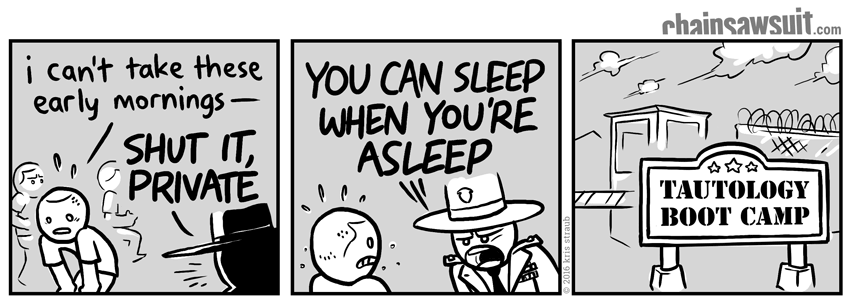 chainsawsuit.com
i can't take these
early mornings—
SHUT IT,
PRIVATE
YOU CAN SLEEP
WHEN YOU'RE
ASLEEP
© 2016 kris straub
TAUTOLOGY
BOOT CAMP